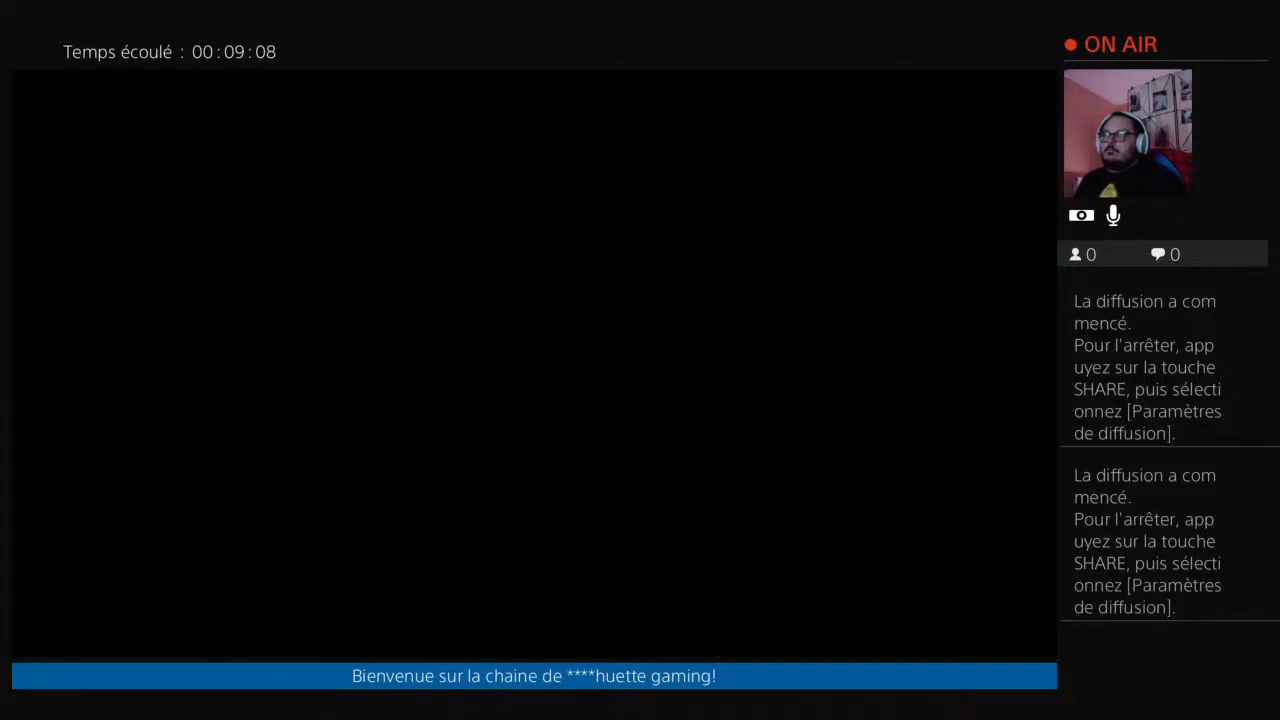 Temps écoulé : 00:09:08
ON AIR
0 0
La diffusion a com
mencé.
Pour l'arrêter, app
uyez sur la touche
SHARE, puis sélecti
onnez [Paramètres
de diffusion].
La diffusion a com
mencé.
Pour l'arrêter, app
uyez sur la touche
SHARE, puis sélecti
onnez [Paramètres
de diffusion].
Bienvenue sur la chaine de ****huette gaming!